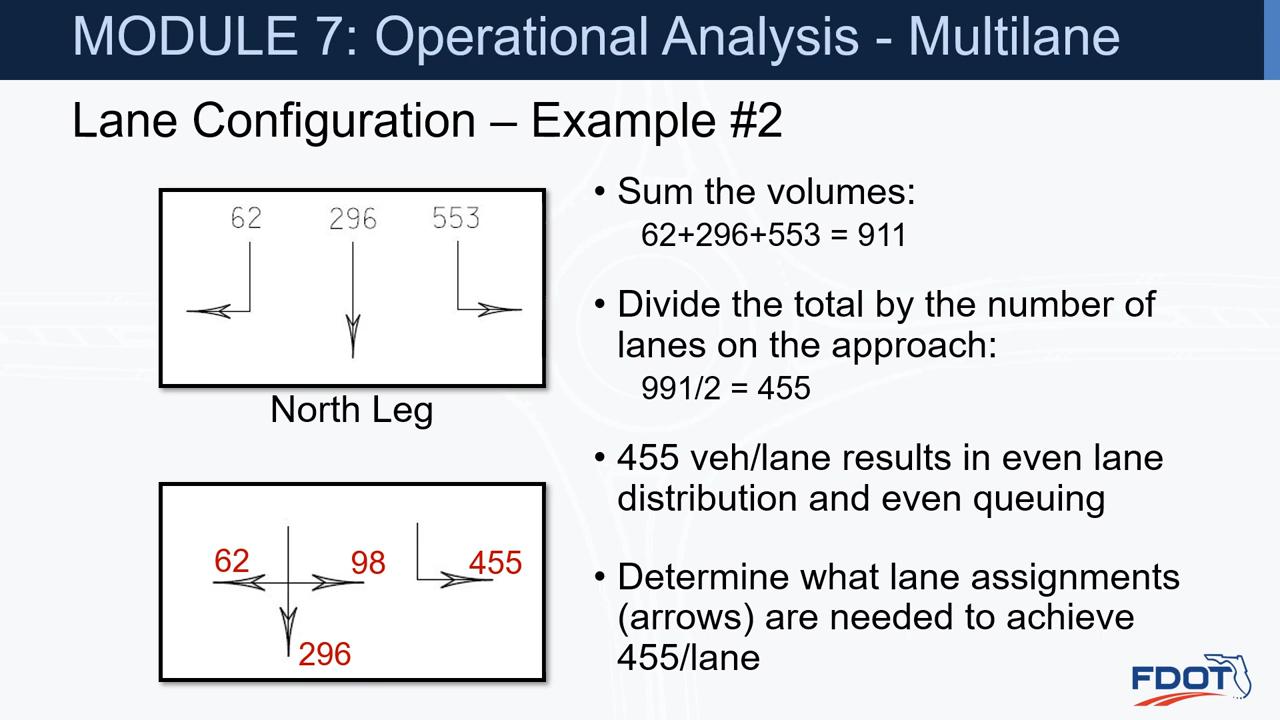 MODULE 7: Operational Analysis - Multilane
Lane Configuration – Example #2
62 296 553
North Leg
62 98 455
296
• Sum the volumes:
62+296+553 = 911
• Divide the total by the number of
lanes on the approach:
991/2 = 455
• 455 veh/lane results in even lane
distribution and even queuing
• Determine what lane assignments
(arrows) are needed to achieve
455/lane
FDOT